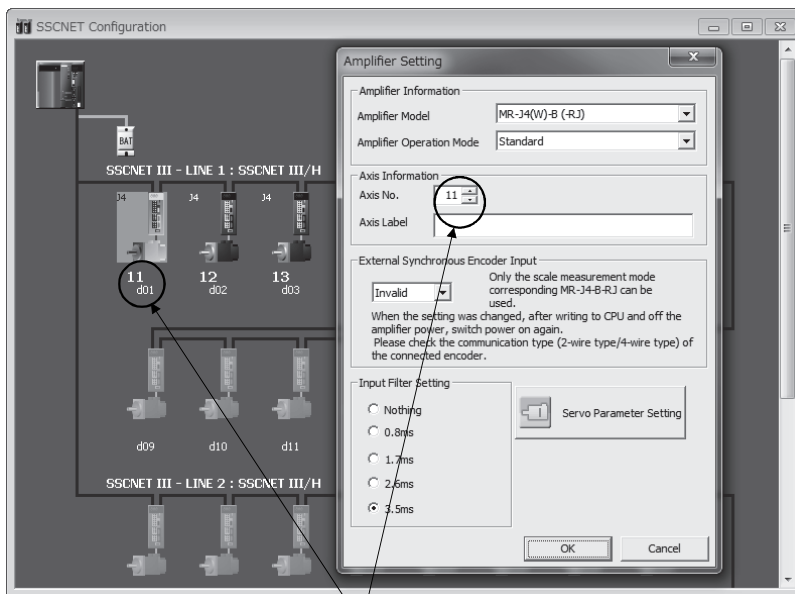 SSCNET Configuration
BAT
SSCNET III - LINE 1 : SSCNET III/H
J4
J4
J4
11
d01
12
d02
13
d03
d09
d10
d11
SSCNET III - LINE 2 : SSCNET III/H
Amplifier Setting
Amplifier Information
Amplifier Model
MR-J4(W)-B (-RJ)
Amplifier Operation Mode
Standard
Axis Information
Axis No.
11
Axis Label
External Synchronous Encoder Input
Invalid
Only the scale measurement mode
corresponding MR-J4-B-RJ can be
used.
When the setting was changed, after writing to CPU and off the
amplifier power, switch power on again.
Please check the communication type (2-wire type/4-wire type) of
the connected encoder.
Input Filter Setting
Nothing
0.8ms
1.7ms
2.6ms
3.5ms
Servo Parameter Setting
OK
Cancel